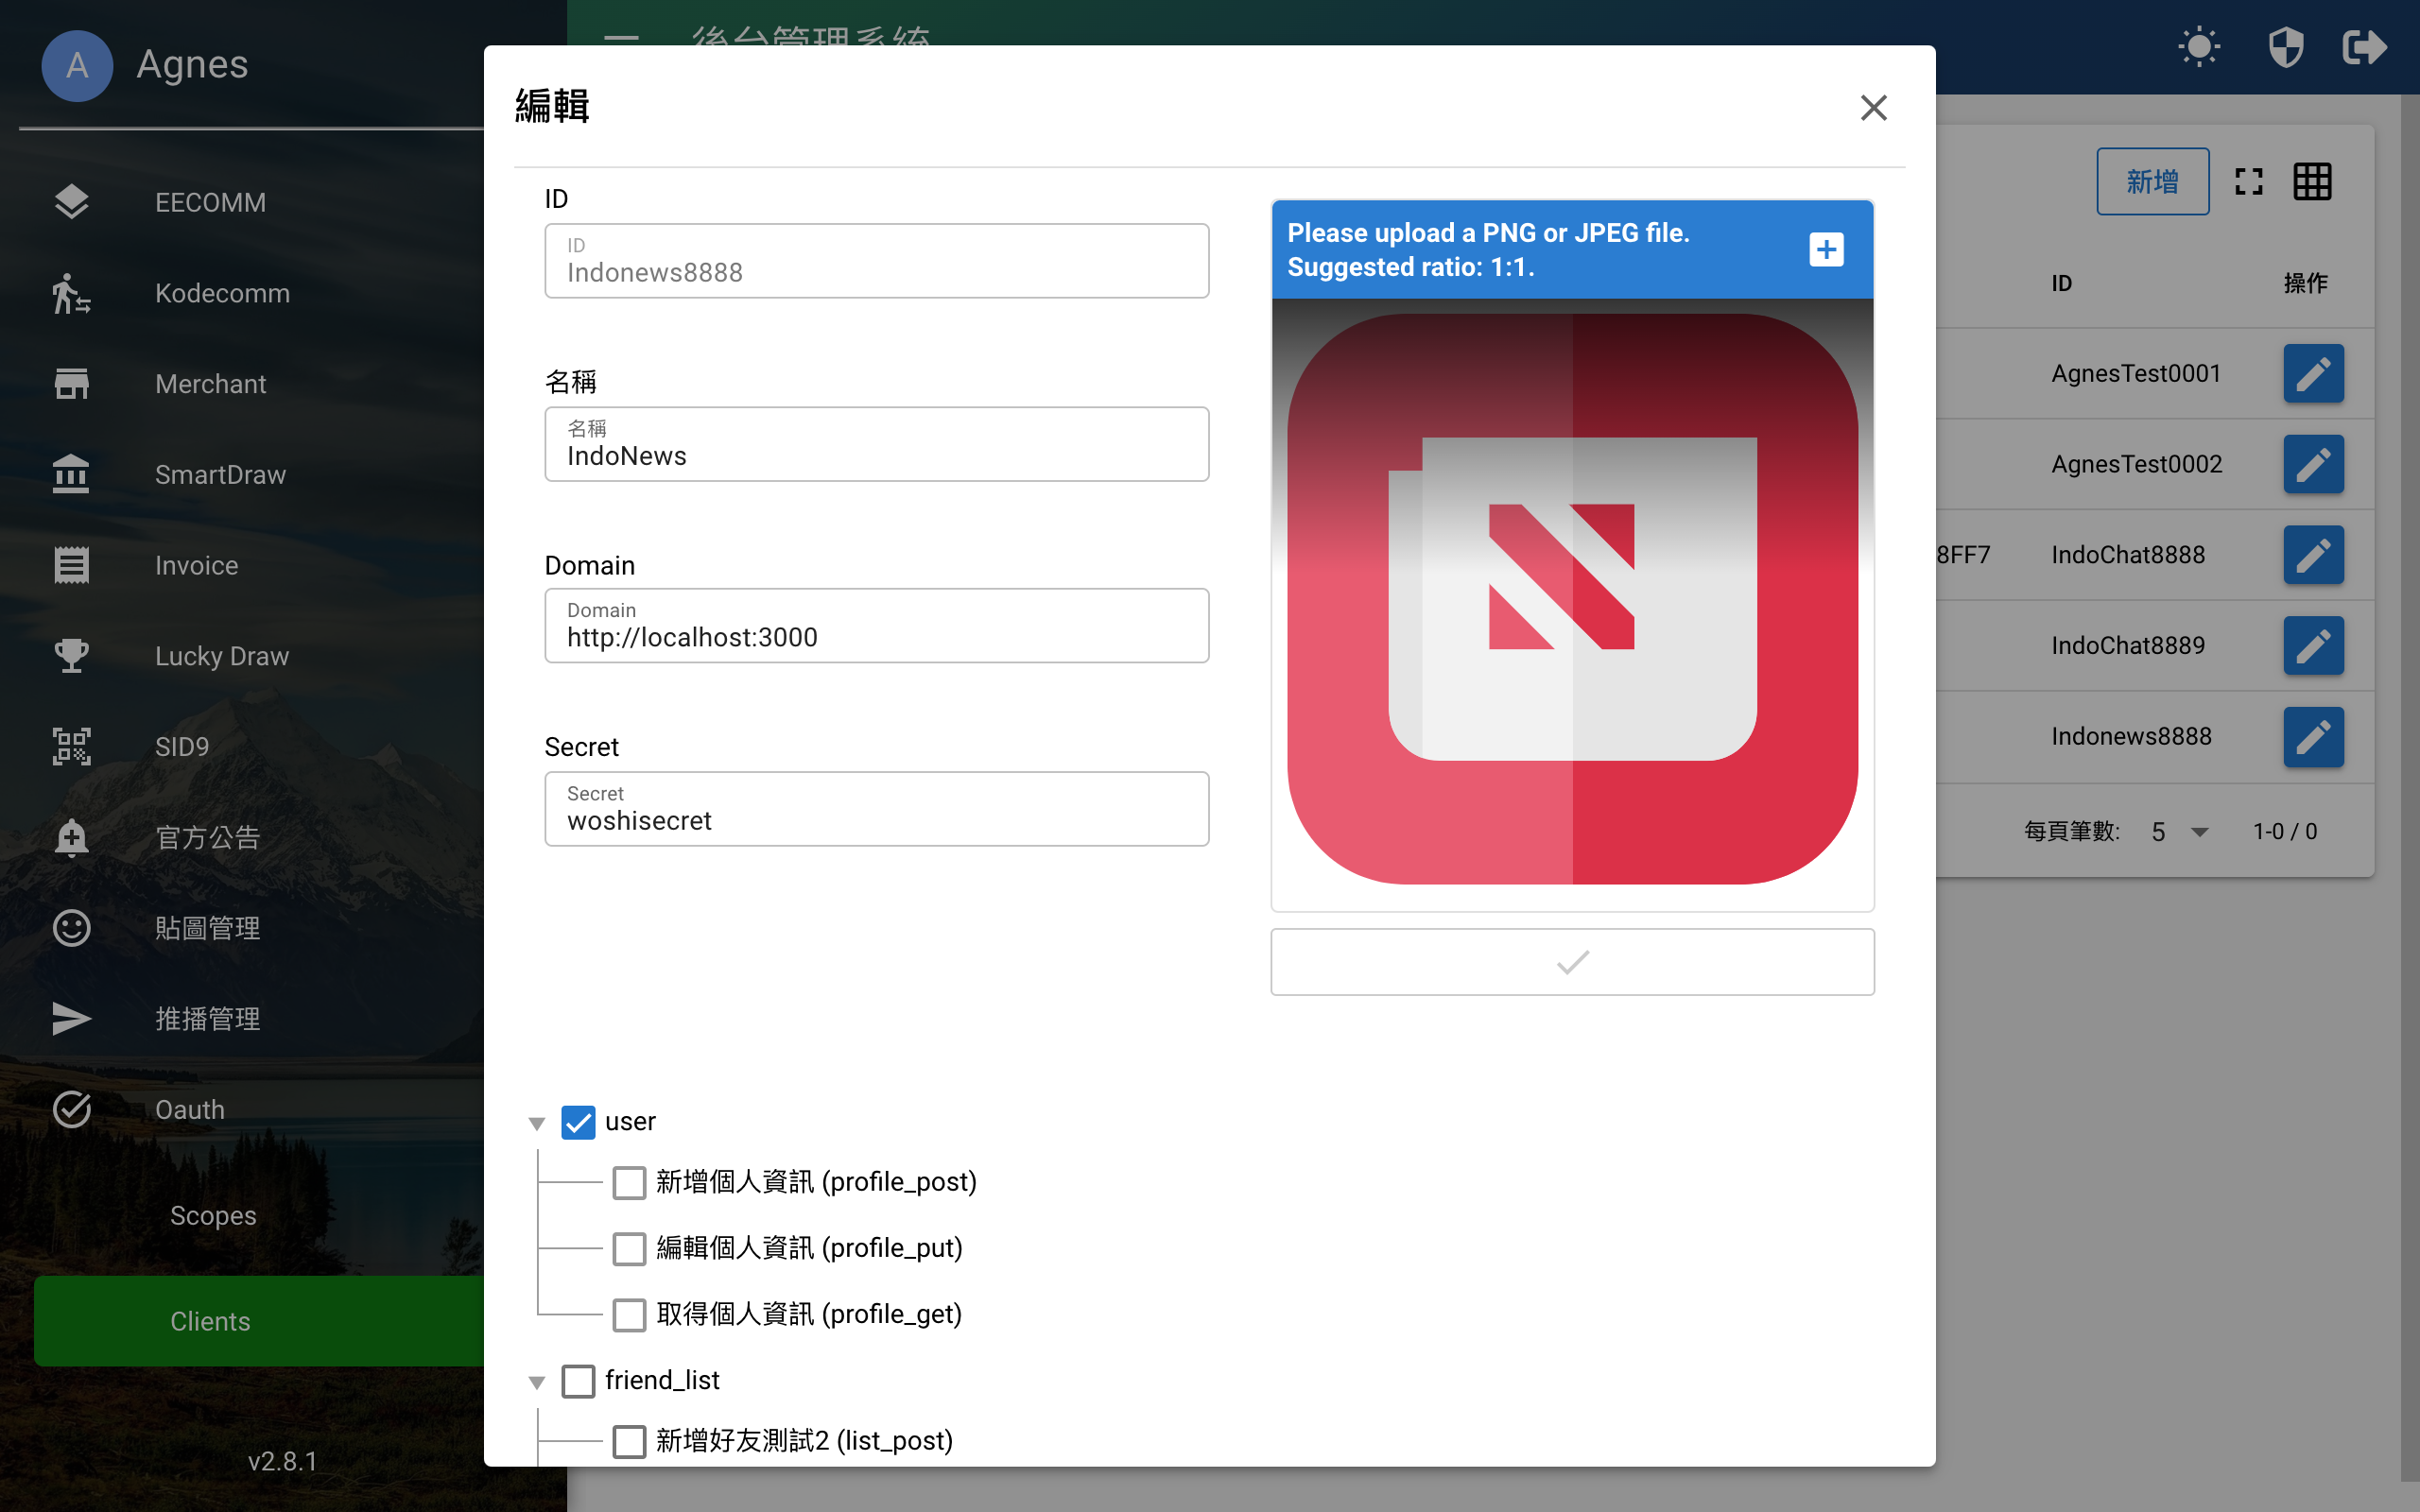 A
Agnes
EECOMM
Kodecomm
Merchant
SmartDraw
Invoice
Lucky Draw
SID9
官方公告
貼圖管理
推播管理
Oauth
Scopes
Clients
v2.8.1
後台管理系統
編輯
ID
ID
Indonews8888
名稱
名稱
IndoNews
Domain
Domain
http://localhost:3000
Secret
Secret
woshisecret
Please upload a PNG or JPEG file.
Suggested ratio: 1:1.
user
新增個人資訊 (profile_post)
編輯個人資訊 (profile_put)
取得個人資訊 (profile_get)
friend_list
新增好友測試2 (list_post)
新增
ID 操作
AgnesTest0001
AgnesTest0002
8FF7 IndoChat8888
IndoChat8889
Indonews8888
每頁筆數: 5 1-0 / 0